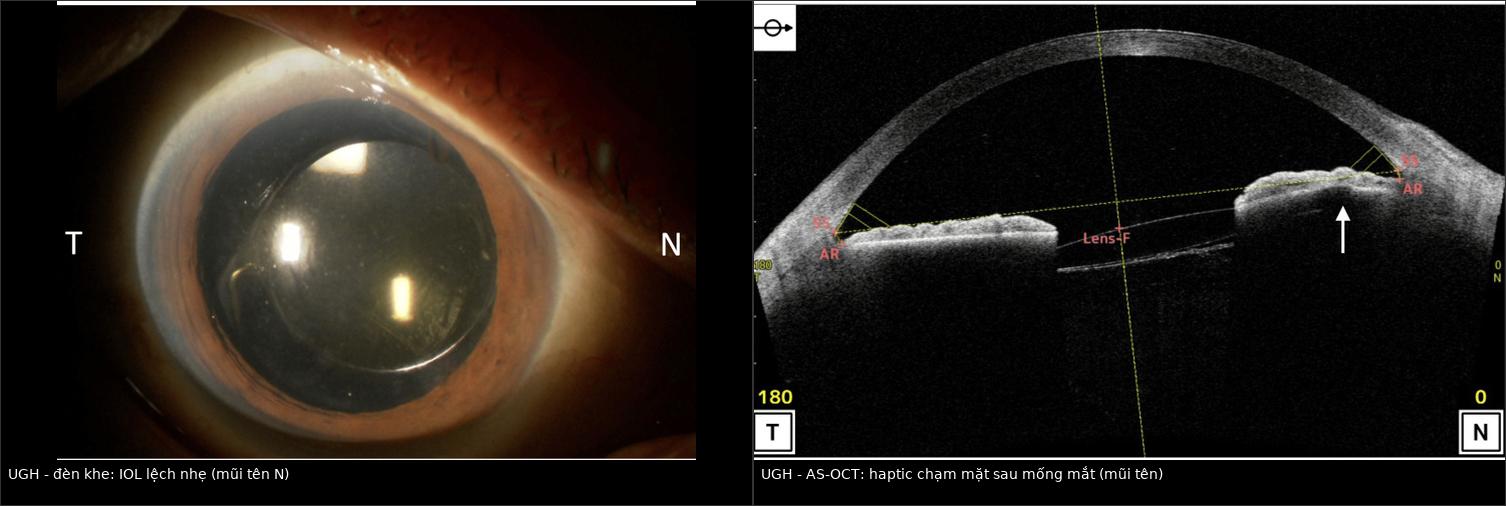 T
N
SS
AR
Lens-F
SS
AR
180
T
0
N
180
T
0
N
UGH - đèn khe: IOL lệch nhẹ (mũi tên N)
UGH - AS-OCT: haptic chạm mặt sau mống mắt (mũi tên)